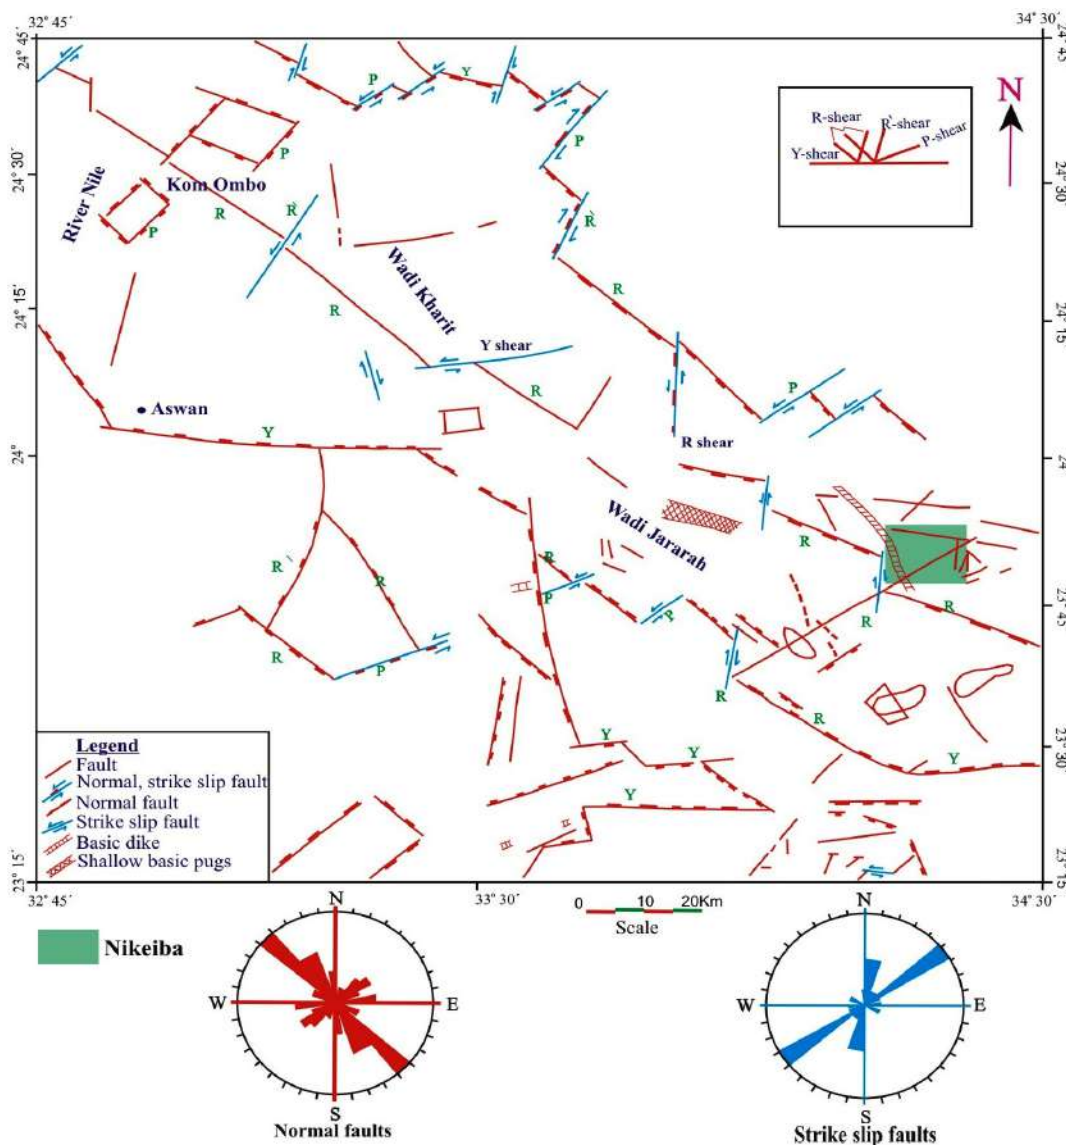 32° 45´
34° 30´
24° 45´
24° 45
N
R-shear
R`-shear
P-shear
Y-shear
P
Y
P
24° 30´
24° 30
Kom Ombo
River Nile
P
P
R
R`
R`
Wadi Kharit
R
R
24° 15´
24° 15
Y shear
R
P
Aswan
Y
R shear
24°
24°
Wadi Jararah
R
R
R`
R
P
P
R
24° 45
R
R
P
R
R
Y
Y
Y
23° 30
Y
Legend
Fault
Normal, strike slip fault
Normal fault
Strike slip fault
Basic dike
Shallow basic pugs
23° 15´
23° 15
32° 45´
33° 30´
34° 30´
0 10 20Km
Scale
Nikeiba
N
W
E
S
Normal faults
N
W
E
S
Strike slip faults